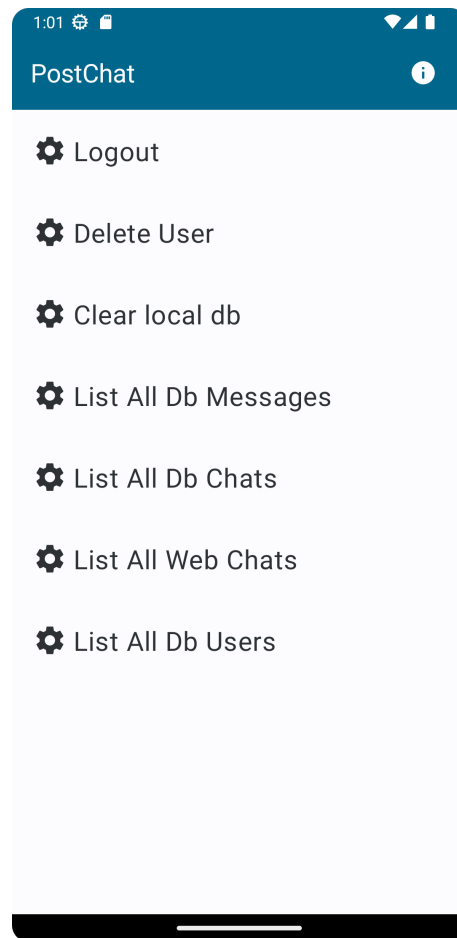 1:01
PostChat
Logout
Delete User
Clear local db
List All Db Messages
List All Db Chats
List All Web Chats
List All Db Users